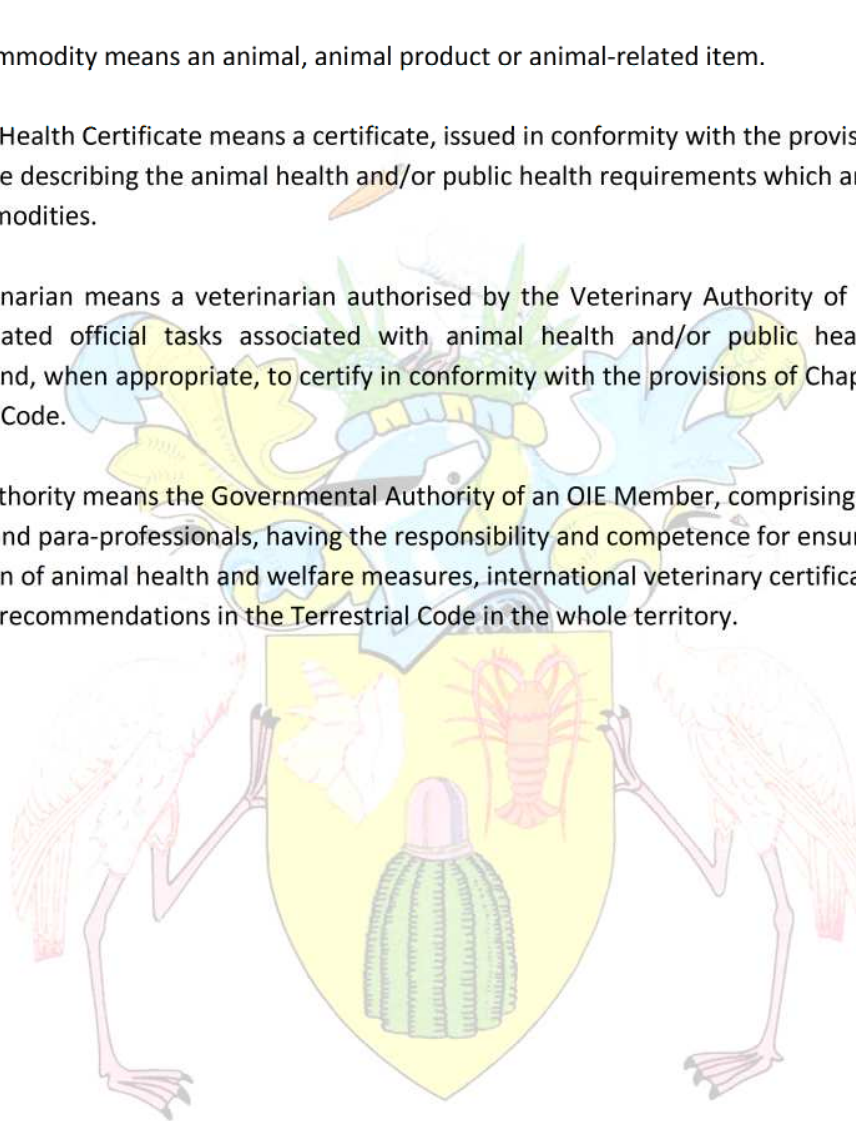 mmodity means an animal, animal product or animal-related item.
Health Certificate means a certificate, issued in conformity with the provis
e describing the animal health and/or public health requirements which ar
modities.
narian means a veterinarian authorised by the Veterinary Authority of
ated official tasks associated with animal health and/or public hea
nd, when appropriate, to certify in conformity with the provisions of Chap
Code.
thority means the Governmental Authority of an OIE Member, comprising
nd para-professionals, having the responsibility and competence for ensur
n of animal health and welfare measures, international veterinary certifica
recommendations in the Terrestrial Code in the whole territory.